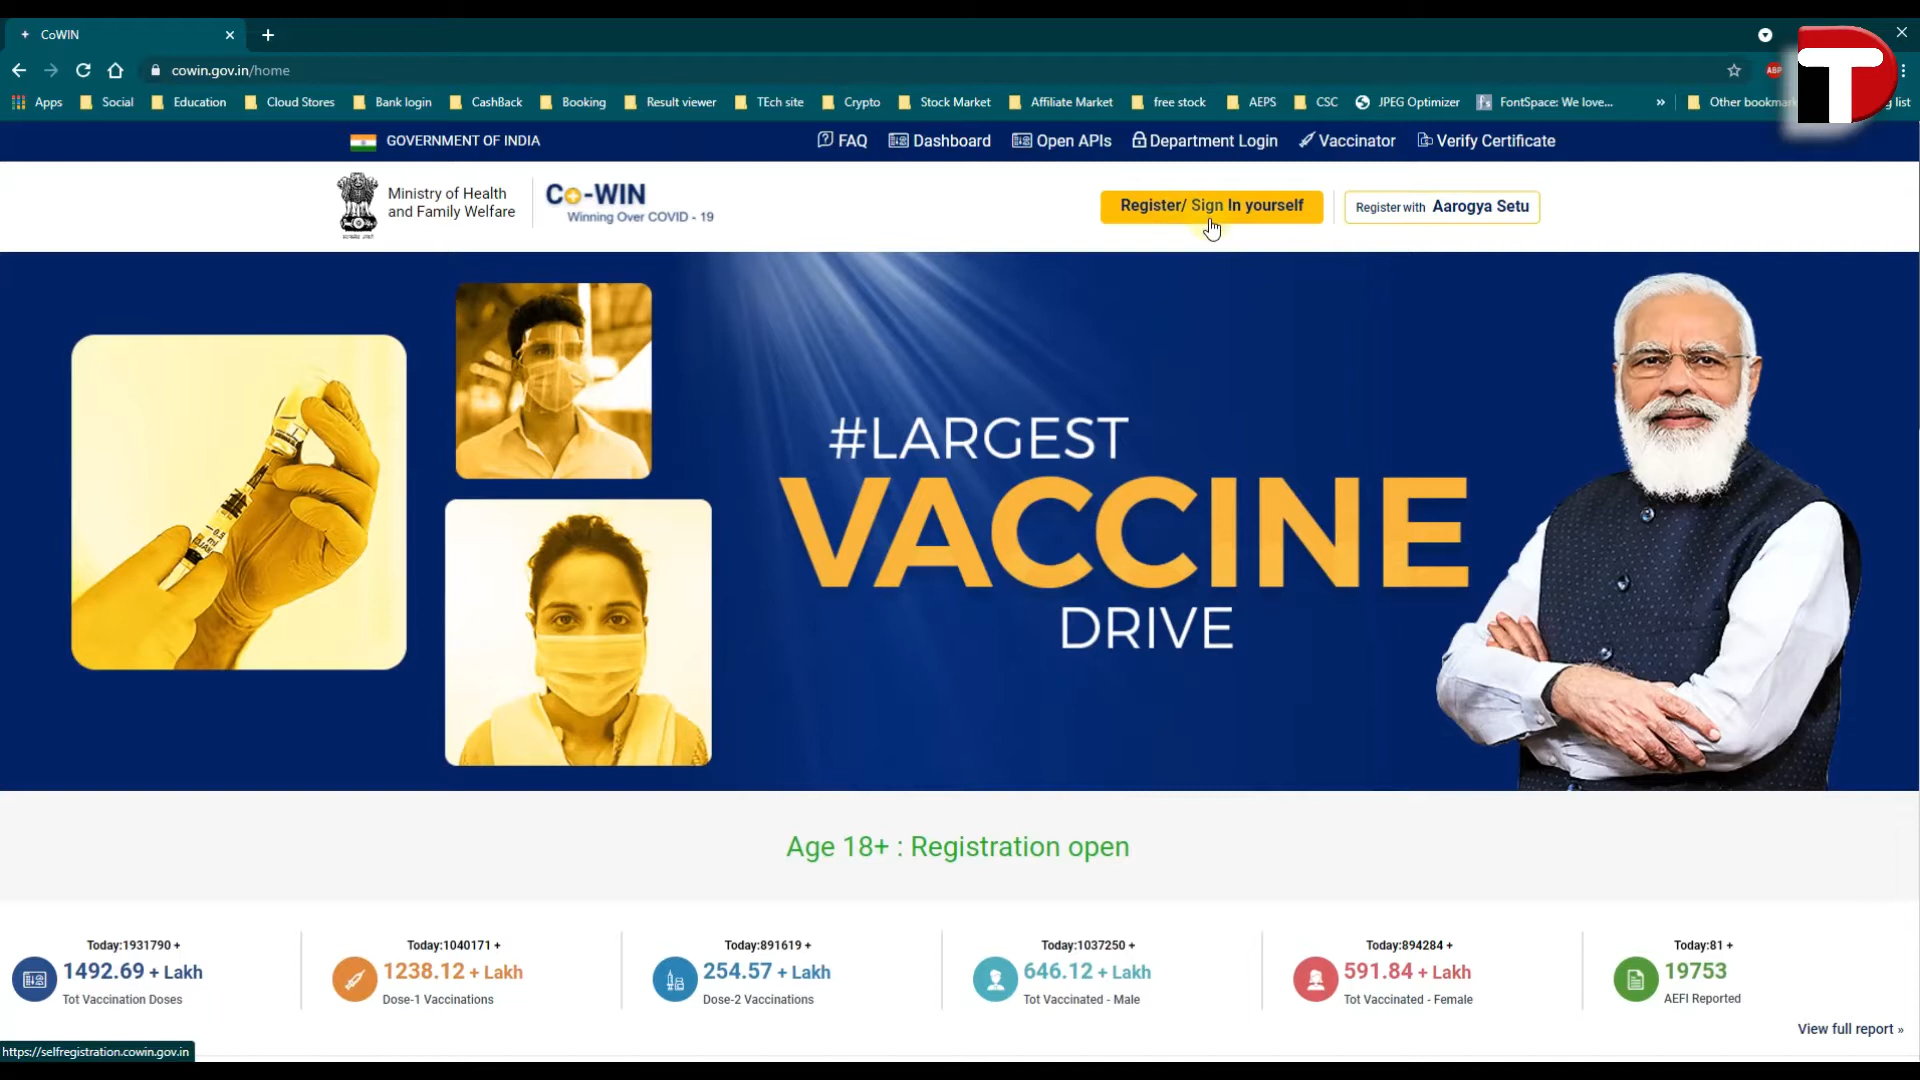 CoWIN
cowin.gov.in/home
ABP
Apps Social Education Cloud Stores Bank login CashBack Booking Result viewer TEch site Crypto Stock Market Affiliate Market free stock AEPS CSC JPEG Optimizer fs FontSpace: We love... » Other bookmar g list
GOVERNMENT OF INDIA FAQ Dashboard Open APIs Department Login Vaccinator Verify Certificate
Ministry of Health
and Family Welfare
Co-WIN
Winning Over COVID - 19
Register/ Sign In yourself
Register with Aarogya Setu
#LARGEST
VACCINE
DRIVE
Age 18+ : Registration open
Today:1931790 +
1492.69 + Lakh
Tot Vaccination Doses
Today:1040171 +
1238.12 + Lakh
Dose-1 Vaccinations
Today:891619 +
254.57 + Lakh
Dose-2 Vaccinations
Today:1037250 +
646.12 + Lakh
Tot Vaccinated - Male
Today:894284 +
591.84 + Lakh
Tot Vaccinated - Female
Today:81 +
19753
AEFI Reported
View full report »
https://selfregistration.cowin.gov.in